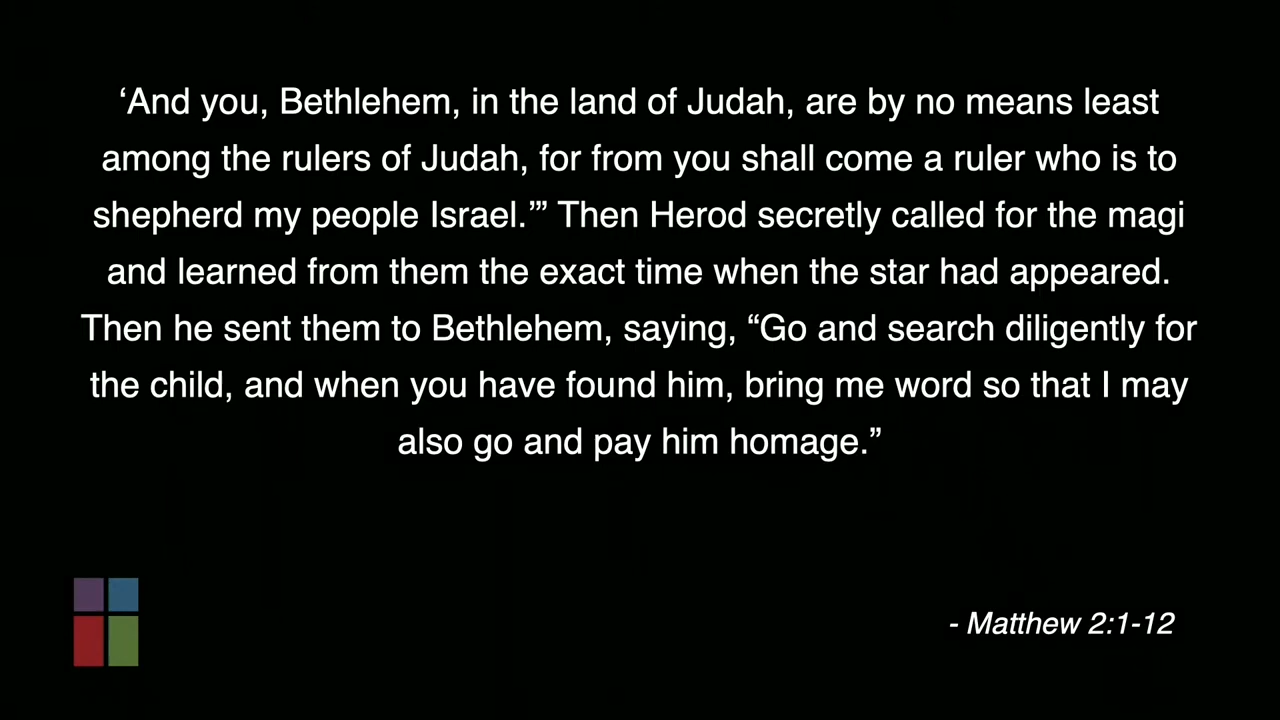 ‘And you, Bethlehem, in the land of Judah, are by no means least
among the rulers of Judah, for from you shall come a ruler who is to
shepherd my people Israel.’” Then Herod secretly called for the magi
and learned from them the exact time when the star had appeared.
Then he sent them to Bethlehem, saying, “Go and search diligently for
the child, and when you have found him, bring me word so that I may
also go and pay him homage.”
- Matthew 2:1-12